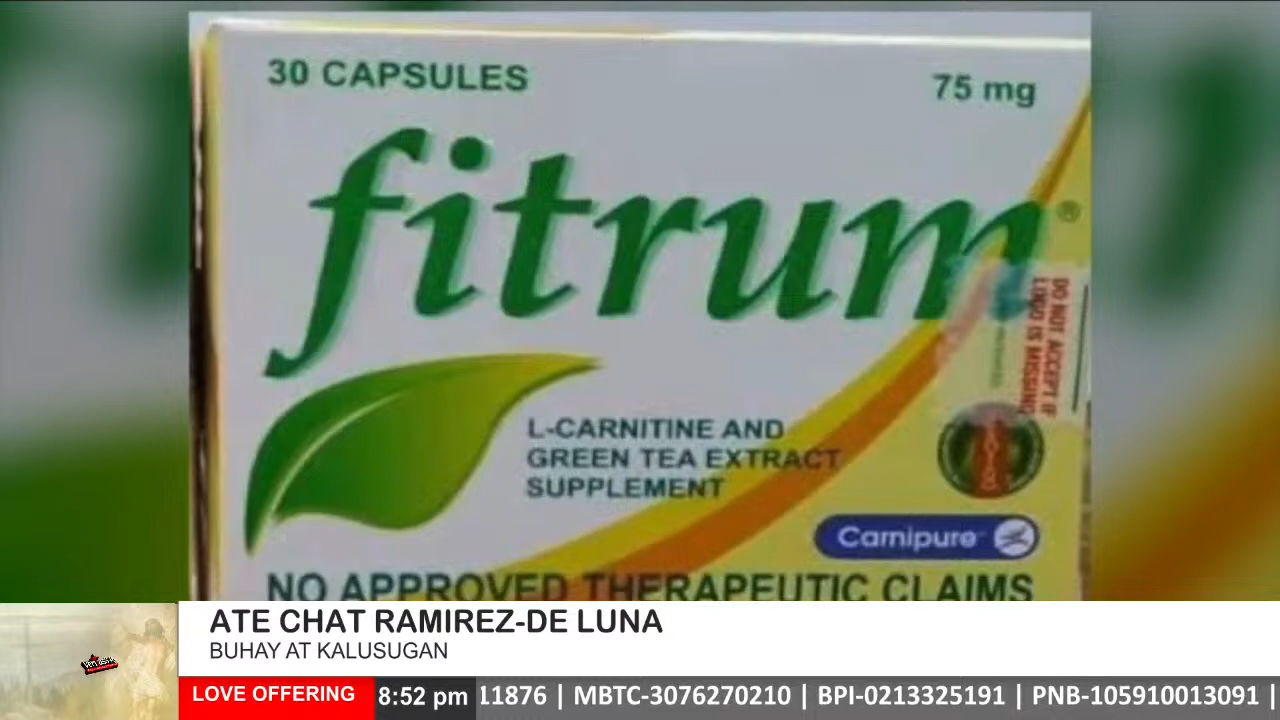 30 CAPSULES
75 mg
fitrum®
DO NOT ACCEPT IF
LOGO IS MISSING
L-CARNITINE AND
GREEN TEA EXTRACT
SUPPLEMENT
Carnipure
NO APPROVED THERAPEUTIC CLAIMS
ATE CHAT RAMIREZ-DE LUNA
BUHAY AT KALUSUGAN
LOVE OFFERING
8:52 pm
11876 | MBTC-3076270210 | BPI-0213325191 | PNB-105910013091 |